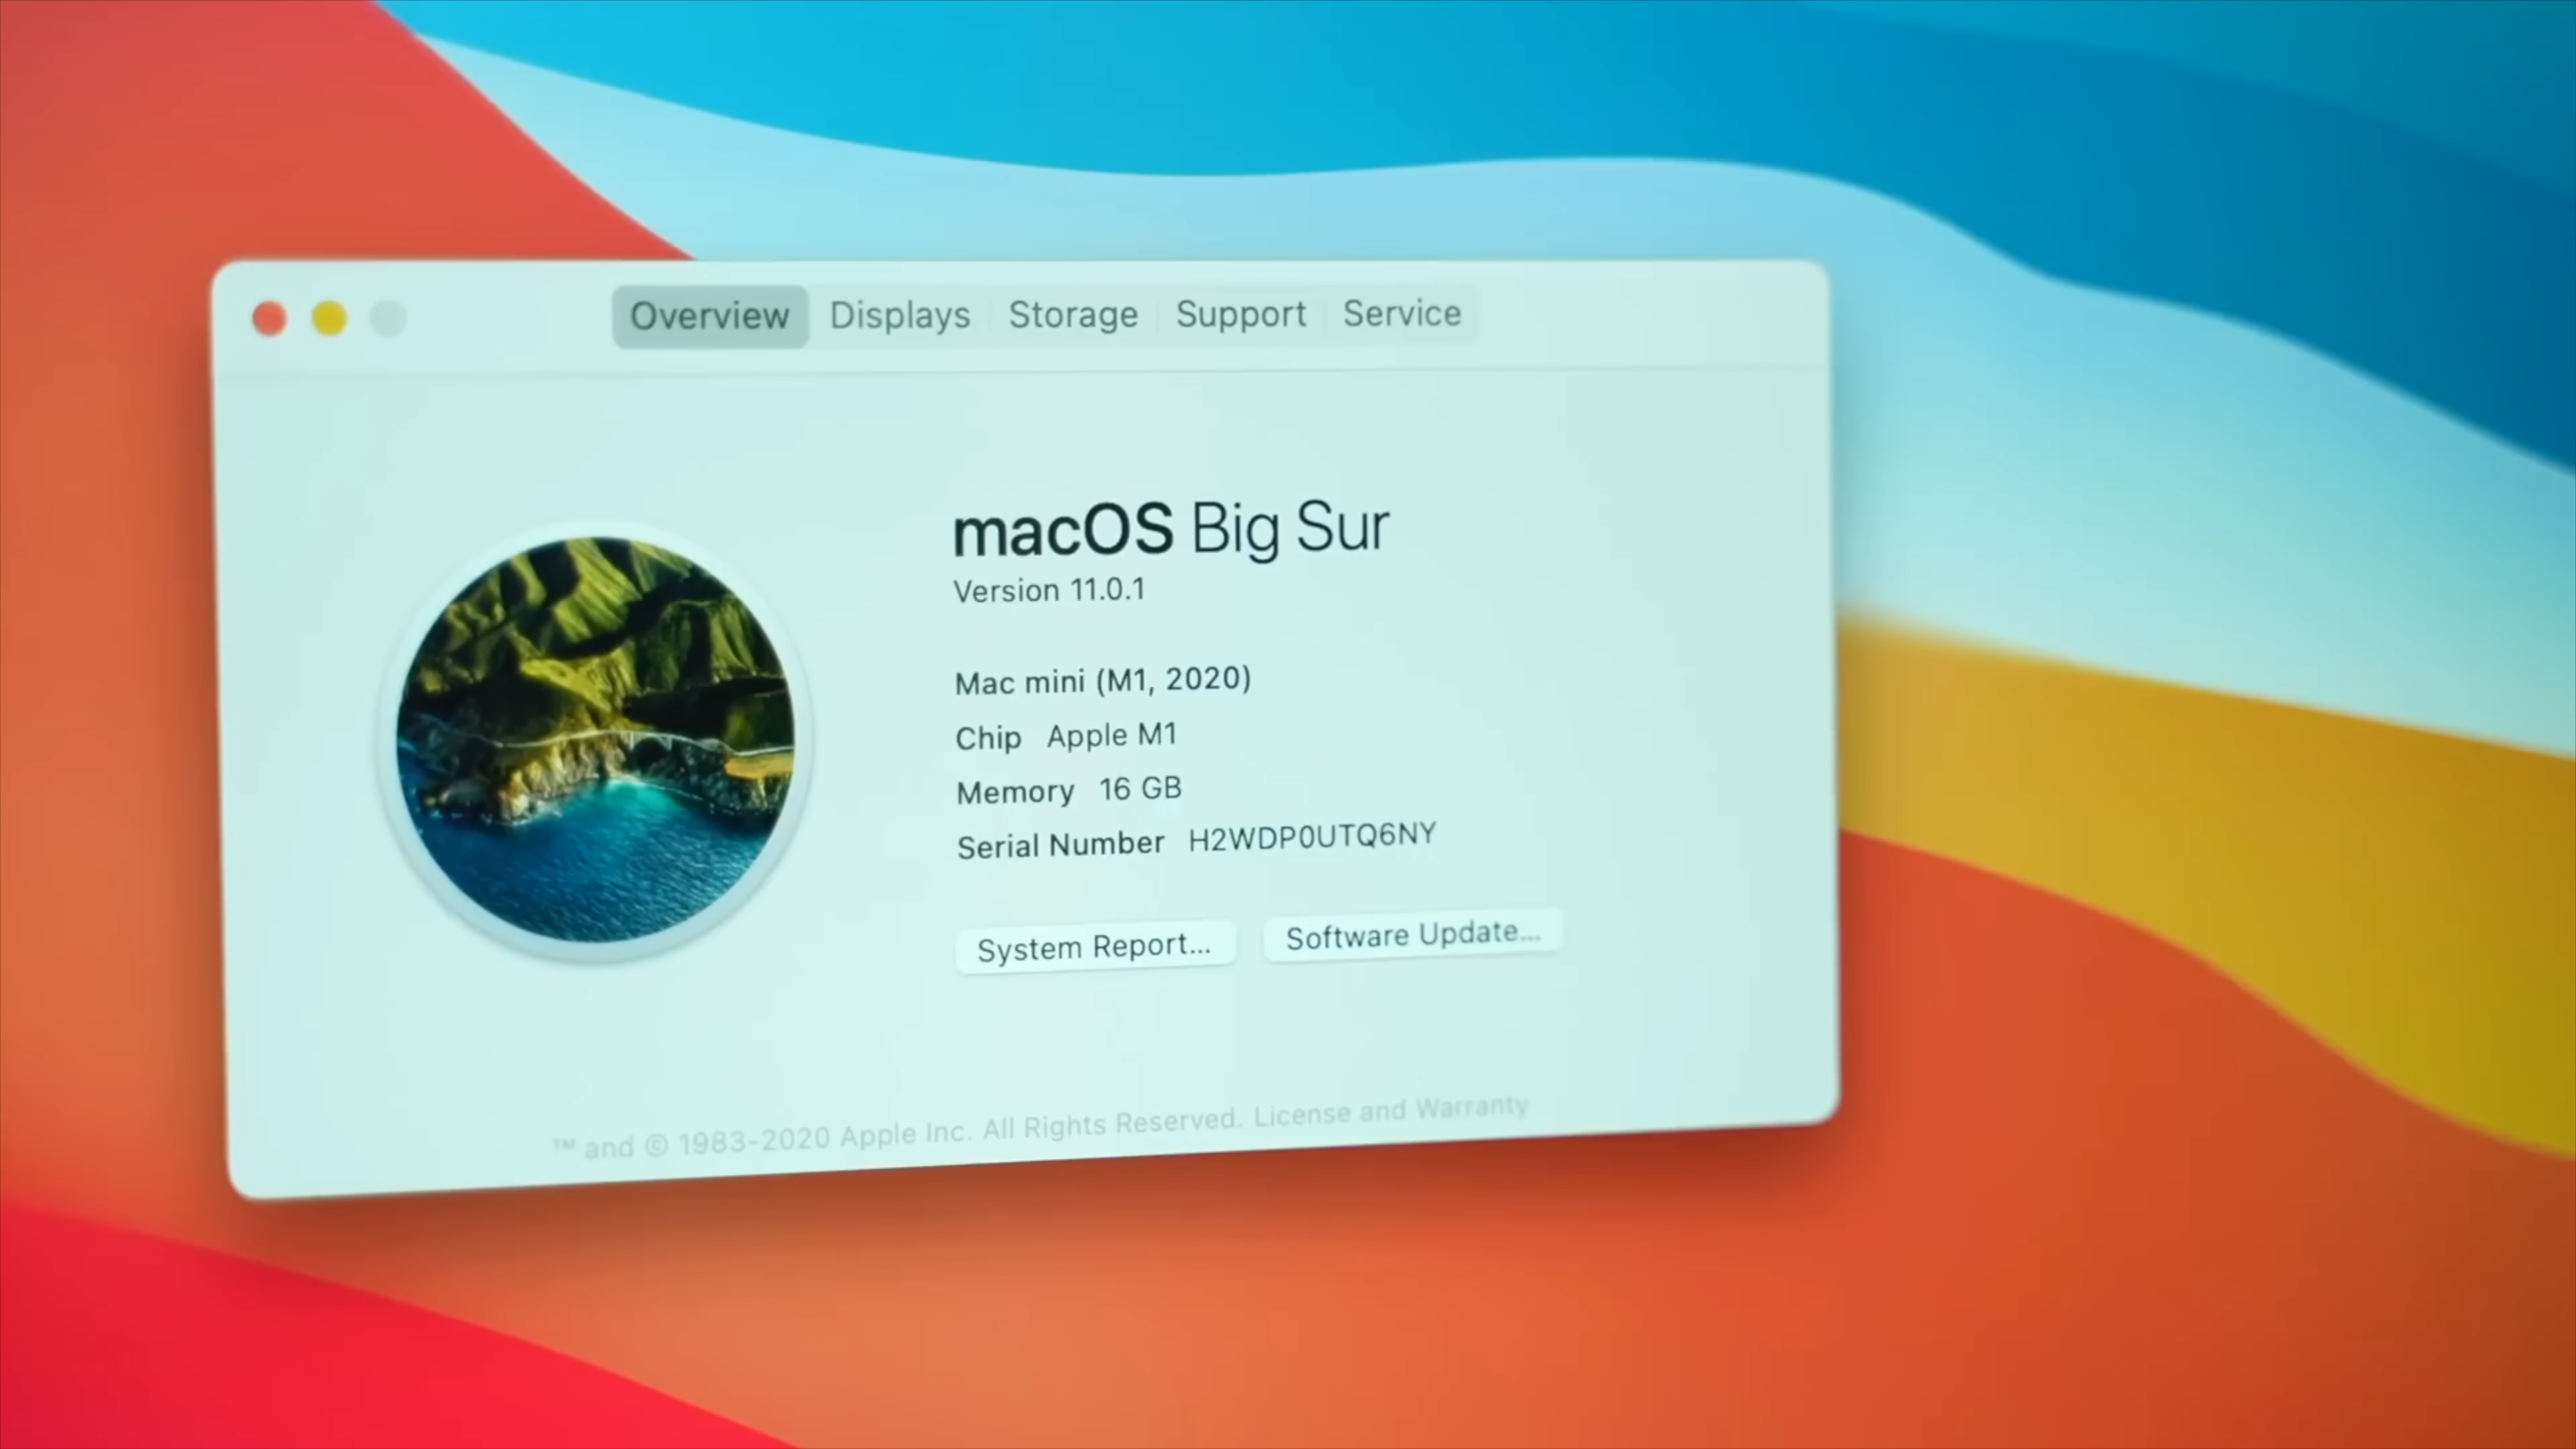 Overview Displays Storage Support Service
macOS Big Sur
Version 11.0.1
Mac mini (M1, 2020)
Chip Apple M1
Memory 16 GB
Serial Number H2WDP0UTQ6NY
System Report... Software Update...
™ and © 1983-2020 Apple Inc. All Rights Reserved. License and Warranty